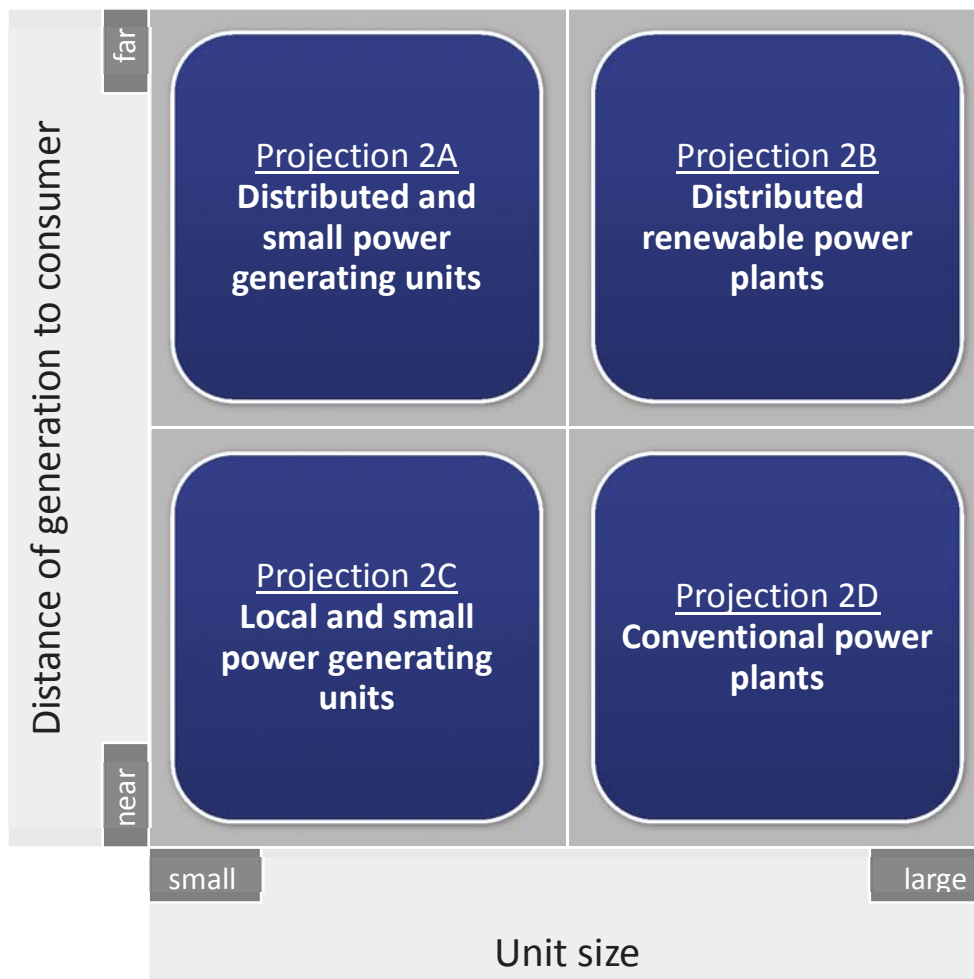 far
Distance of generation to consumer
near
Projection 2A
Distributed and
small power
generating units
Projection 2B
Distributed
renewable power
plants
Projection 2C
Local and small
power generating
units
Projection 2D
Conventional power
plants
small
large
Unit size